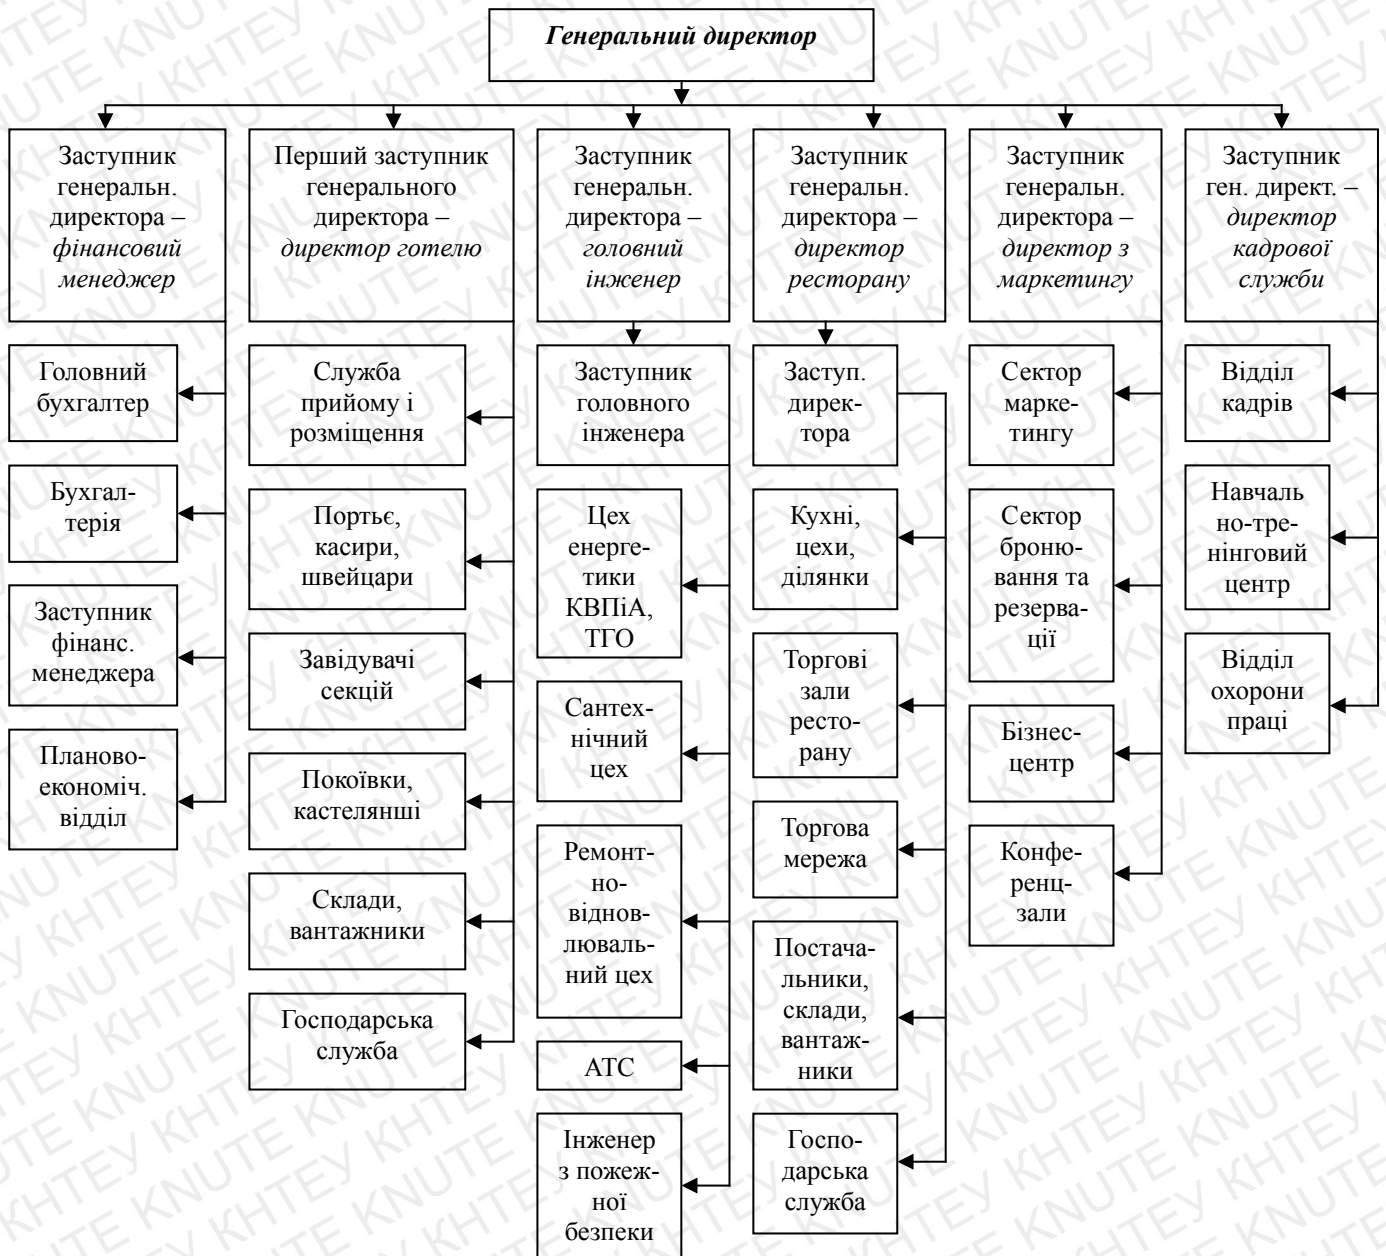 Генеральний директор
Заступник
генеральн.
директора –
фінансовий
менеджер
Перший заступник
генерального
директора –
директор готелю
Заступник
генеральн.
директора –
головний
інженер
Заступник
генеральн.
директора –
директор
ресторану
Заступник
генеральн.
директора –
директор з
маркетингу
Заступник
ген. директ. –
директор
кадрової
служби
Головний
бухгалтер
Бухгал-
терія
Заступник
фінанс.
менеджера
Планово-
економіч.
відділ
Служба
прийому і
розміщення
Портьє,
касири,
швейцари
Завідувачі
секцій
Покоївки,
кастелянші
Склади,
вантажники
Господарська
служба
Заступник
головного
інженера
Цех
енерге-
тики
КВПіА,
ТГО
Сантех-
нічний
цех
Ремонт-
но-
віднов-
люваль-
ний цех
АТС
Інженер
з пожеж-
ної
безпеки
Заступ.
дирек-
тора
Кухні,
цехи,
ділянки
Торгові
зали
ресто-
рану
Торгова
мережа
Постача-
льники,
склади,
вантаж-
ники
Госпо-
дарська
служба
Сектор
марке-
тингу
Сектор
броню-
вання та
резерва-
ції
Бізнес-
центр
Конфе-
ренц-
зали
Відділ
кадрів
Навчаль
но-тре-
нінговий
центр
Відділ
охорони
праці